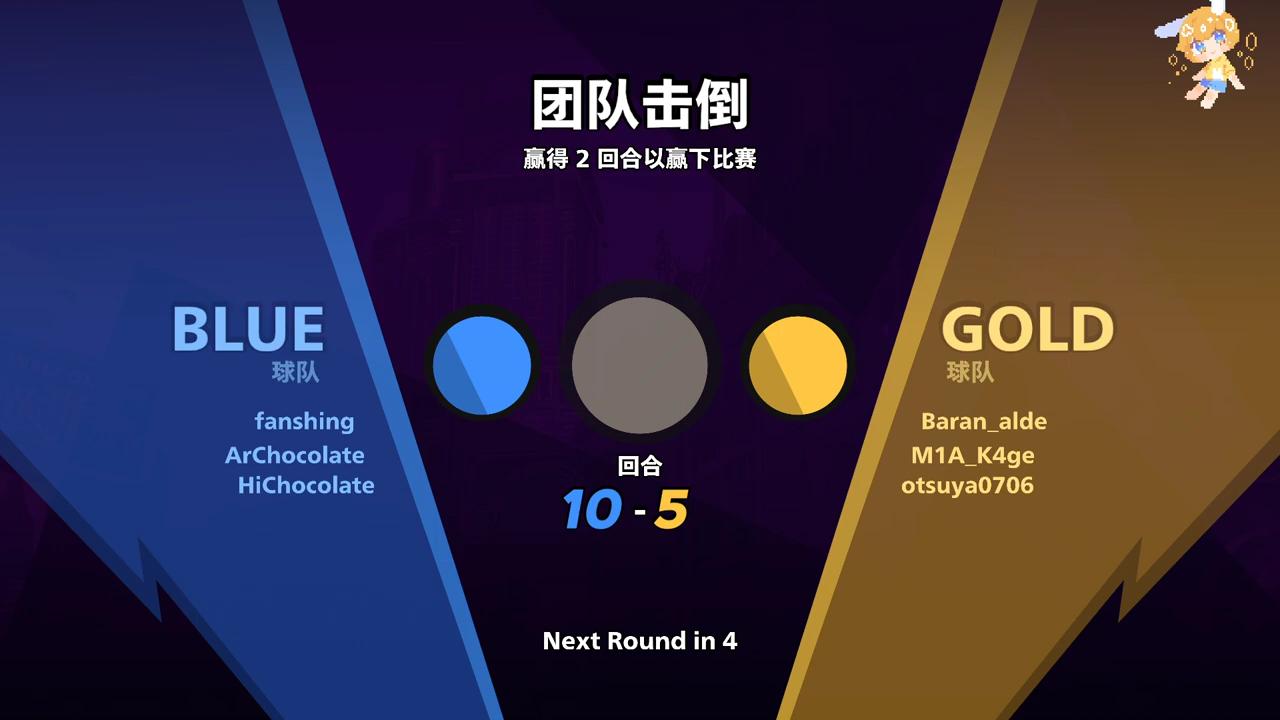 团队击倒
赢得 2 回合以赢下比赛
BLUE
球队
fanshing
ArChocolate
HiChocolate
GOLD
球队
Baran_alde
M1A_K4ge
otsuya0706
回合
10 - 5
Next Round in 4